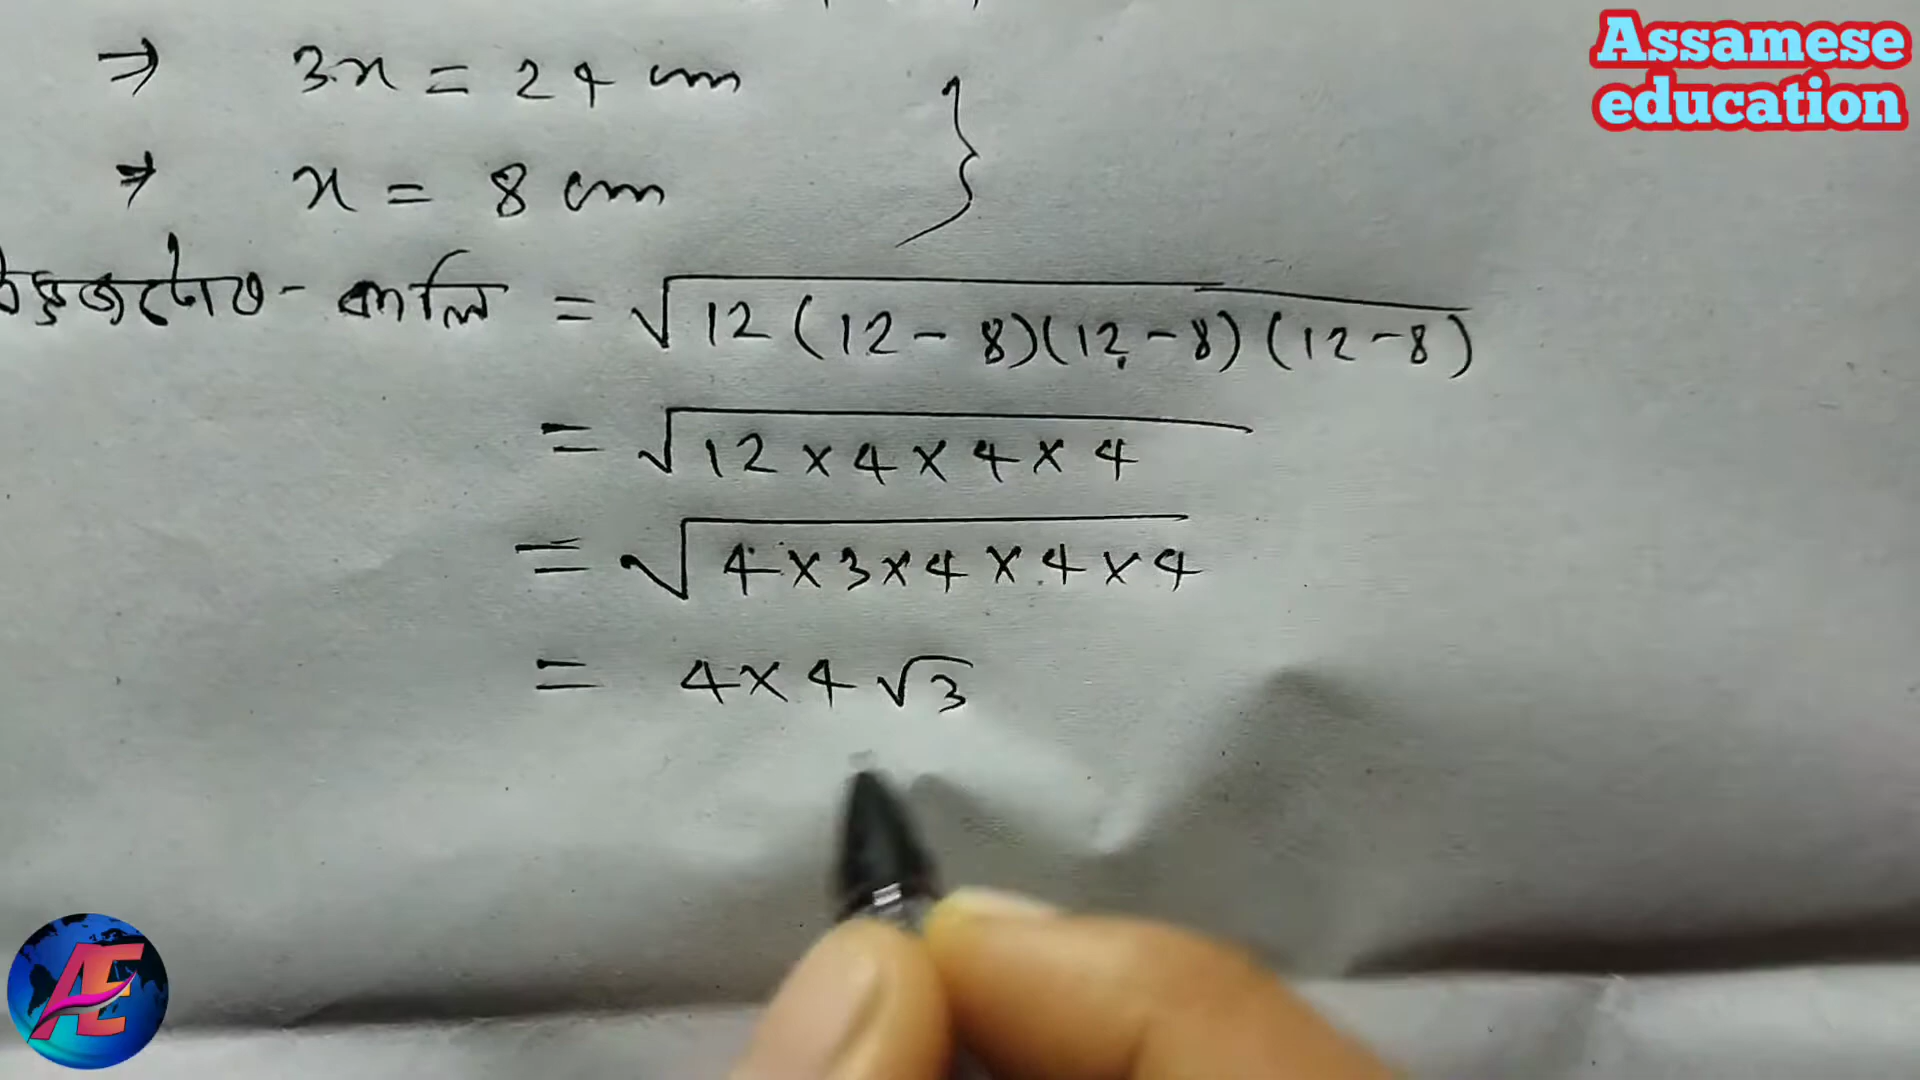 Assamese
education
⇒ 3x = 24 cm
⇒ x = 8 cm
কালি = √12(12-8)(12-8)(12-8)
= √12×4×4×4
= √4×3×4×4×4
= 4×4√3
AE